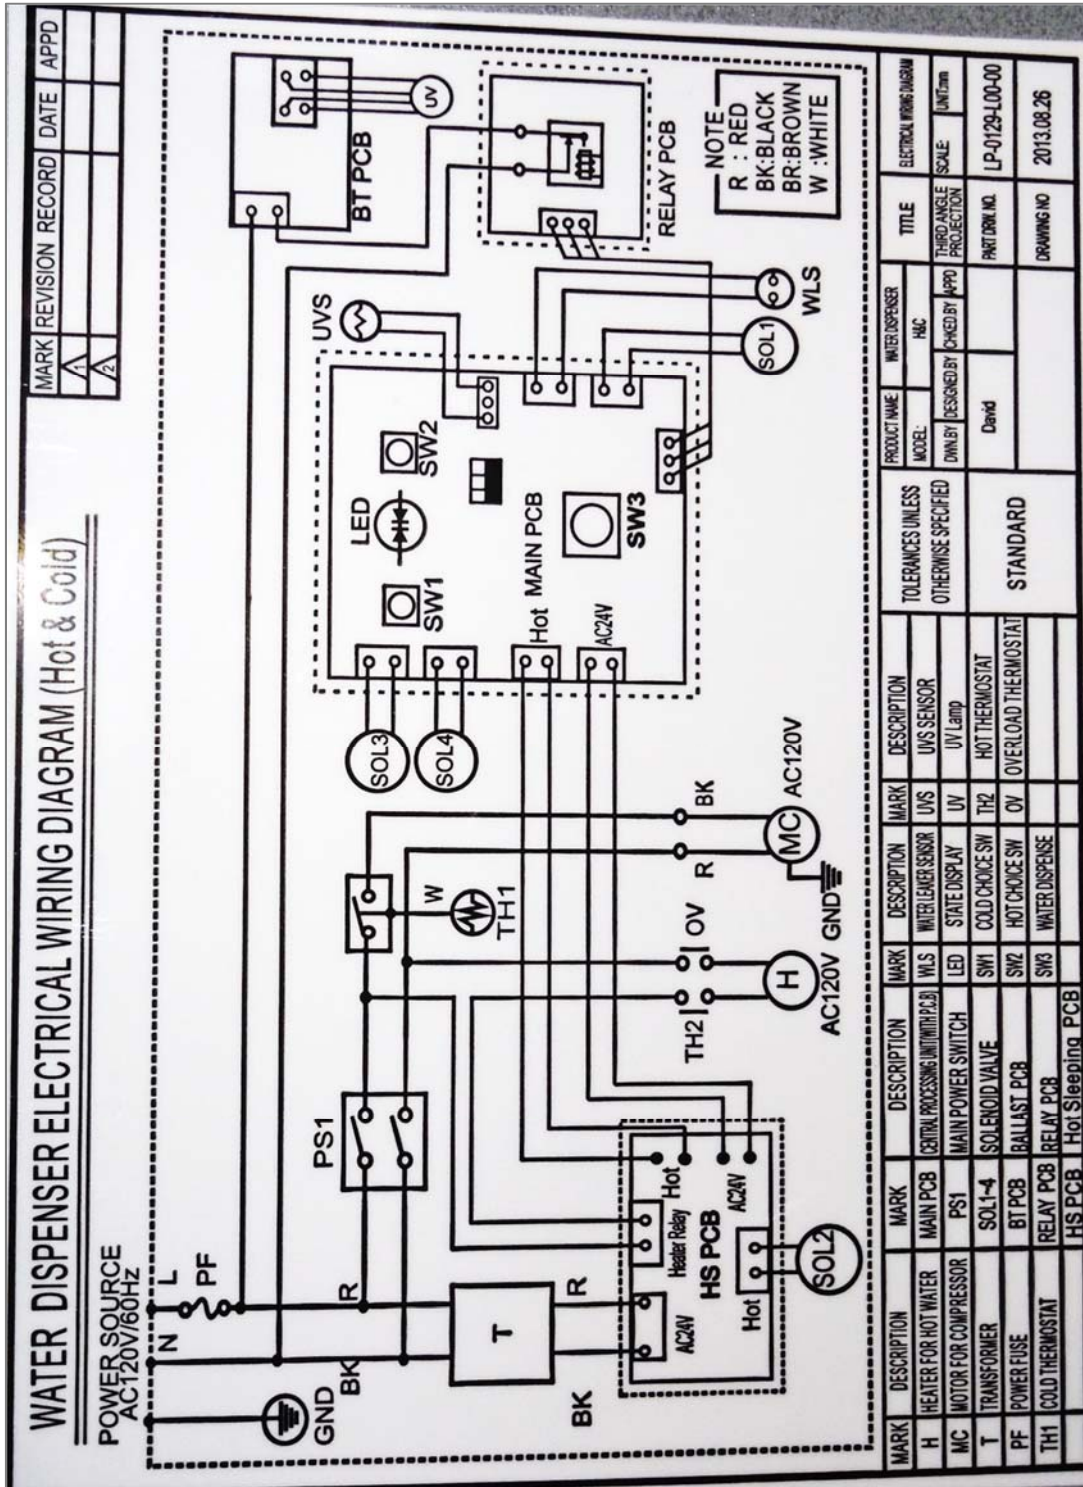 WATER DISPENSER ELECTRICAL WIRING DIAGRAM (Hot & Cold)
MARK REVISION RECORD DATE APPD
1
2
POWER SOURCE
AC120V/60Hz
N L
PF
GND
BK R
T
BK R
PS1
TH1
W
R BK
MC
AC120V
GND
TH2 OV
H
AC120V
AC24V
Heater Relay
Hot
HS PCB
AC24V
Hot
SOL2
SOL3
SOL4
SW1
LED
SW2
Hot MAIN PCB
AC24V
SW3
UVS
SOL1
WLS
BT PCB
UV
RELAY PCB
NOTE
R : RED
BK:BLACK
BR:BROWN
W :WHITE
MARK DESCRIPTION MARK DESCRIPTION MARK DESCRIPTION MARK DESCRIPTION
H HEATER FOR HOT WATER MAIN PCB CENTRAL PROCESSING UNIT(WITH P.C.B) WLS WATER LEAKER SENSOR UVS UVS SENSOR
MC MOTOR FOR COMPRESSOR PS1 MAIN POWER SWITCH LED STATE DISPLAY UV UV Lamp
T TRANSFORMER SOL1~4 SOLENOID VALVE SW1 COLD CHOICE SW TH2 HOT THERMOSTAT
PF POWER FUSE BT PCB BALLAST PCB SW2 HOT CHOICE SW OV OVERLOAD THERMOSTAT
TH1 COLD THERMOSTAT RELAY PCB RELAY PCB SW3 WATER DISPENSE
HS PCB Hot Sleeping PCB
TOLERANCES UNLESS
OTHERWISE SPECIFIED
STANDARD
PRODUCT NAME: WATER DISPENSER
MODEL: H&C
DWN.BY DESIGNED.BY CHKED.BY APPD
David
TITLE ELECTRICAL WIRING DIAGRAM
THIRD ANGLE
PROJECTION
SCALE: UNIT:mm
PART DRW. NO. LP-0129-L00-00
DRAWING NO 2013.08.26